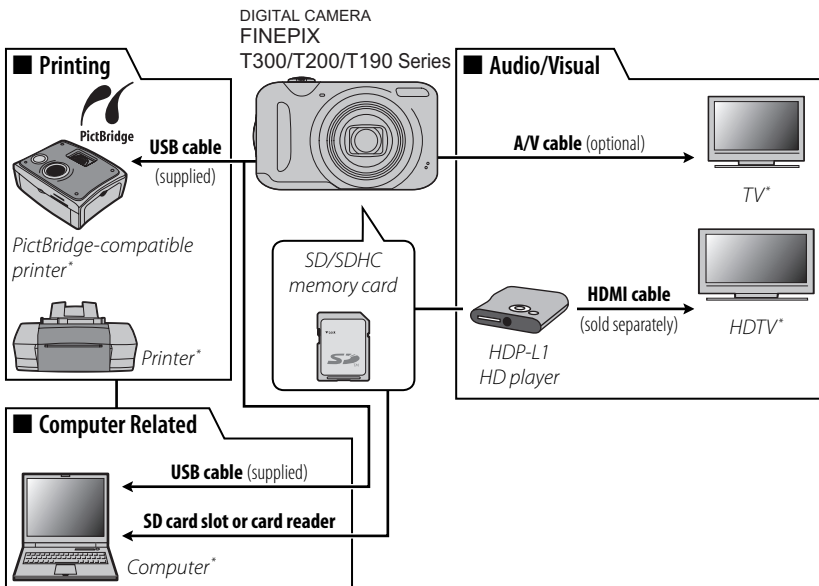 DIGITAL CAMERA
FINEPIX
T300/T200/T190 Series
■ Printing
PictBridge
USB cable
(supplied)
PictBridge-compatible
printer*
Printer*
■ Audio/Visual
A/V cable (optional)
TV*
SD/SDHC
memory card
Lock
SD
HDP-L1
HD player
HDMI cable
(sold separately)
HDTV*
■ Computer Related
USB cable (supplied)
SD card slot or card reader
Computer*